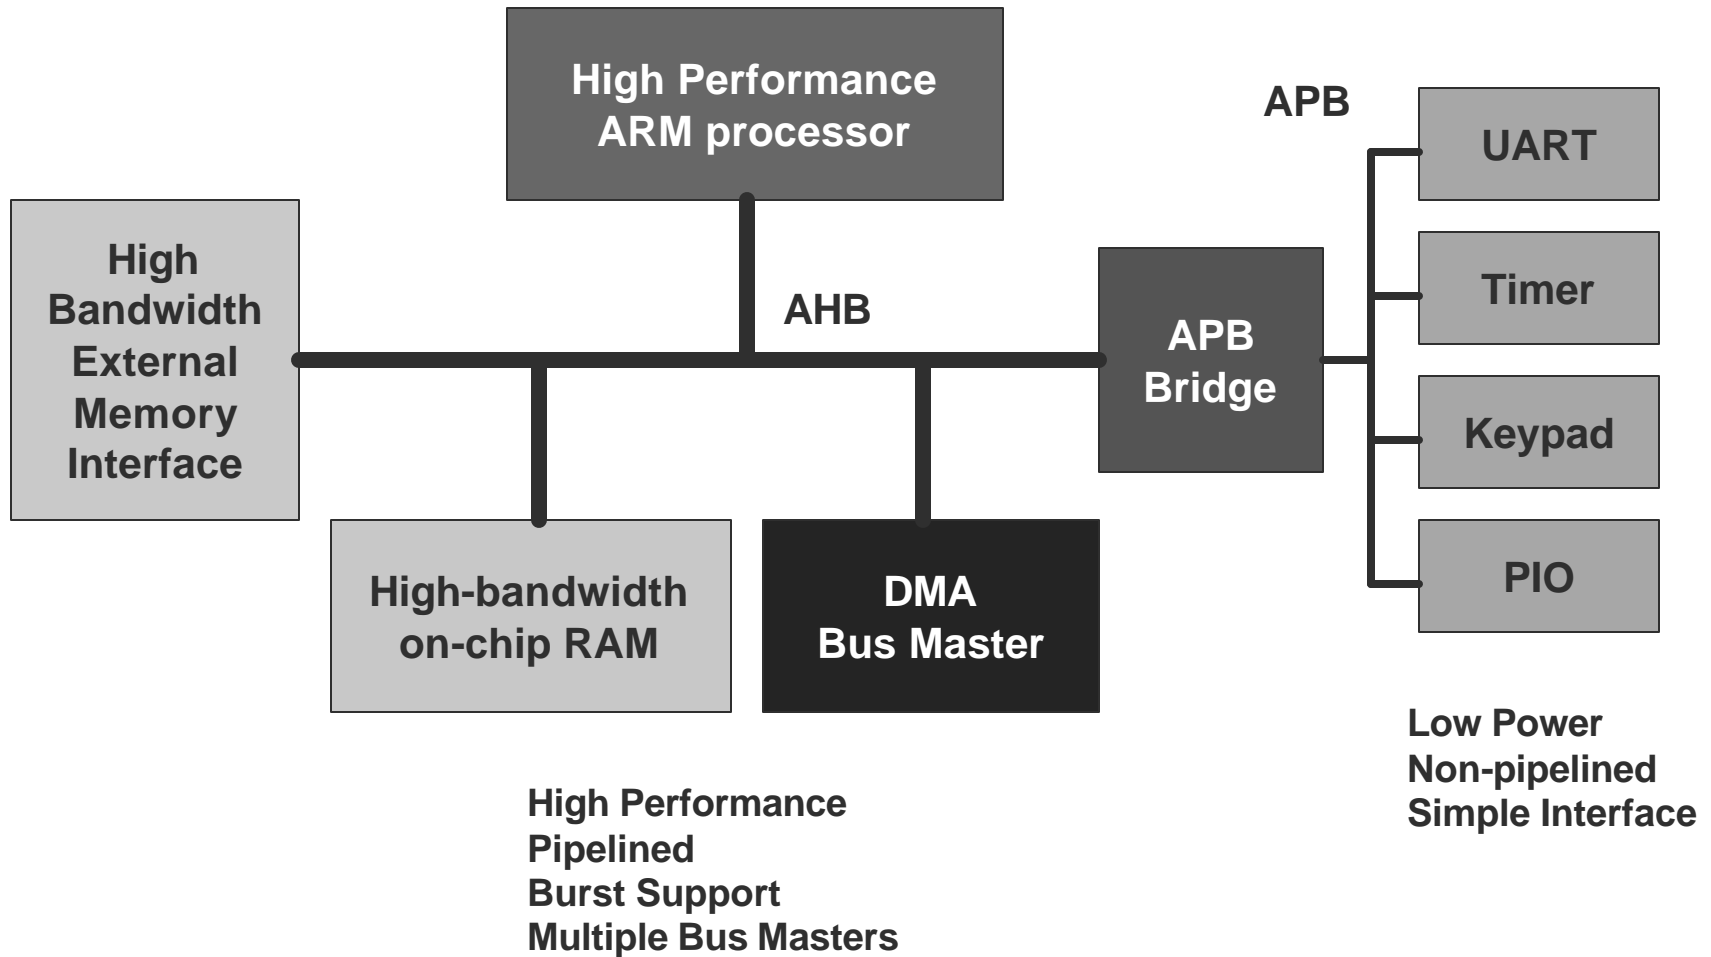 High Performance
ARM processor
APB
UART
High
Bandwidth
External
Memory
Interface
AHB
APB
Bridge
Timer
Keypad
High-bandwidth
on-chip RAM
DMA
Bus Master
PIO
Low Power
Non-pipelined
Simple Interface
High Performance
Pipelined
Burst Support
Multiple Bus Masters